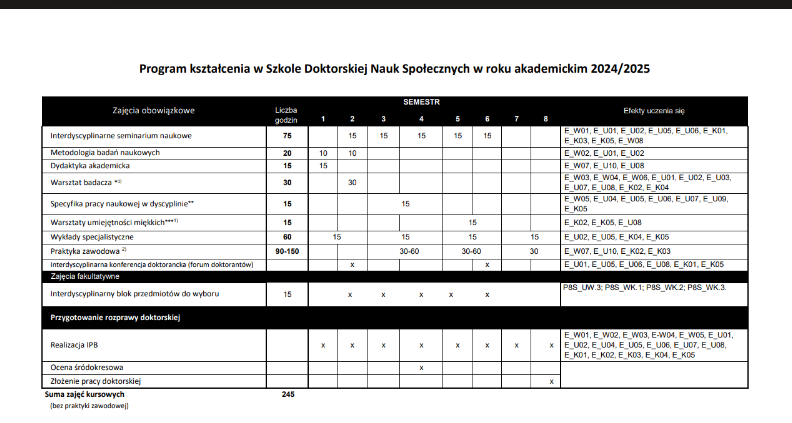 Program kształcenia w Szkole Doktorskiej Nauk Społecznych w roku akademickim 2024/2025
Zajęcia obowiązkowe Liczba godzin SEMESTR Efekty uczenia się
1 2 3 4 5 6 7 8
Interdyscyplinarne seminarium naukowe 75 15 15 15 15 15 E_W01, E_U01, E_U02, E_U05, E_U06, E_K01,
E_K03, E_K05, E_W08
Metodologia badań naukowych 20 10 10 E_W02, E_U01, E_U02
Dydaktyka akademicka 15 15 E_W07, E_U10, E_U08
Warsztat badacza *¹⁾ 30 30 E_W03, E_W04, E_W06, E_U01, E_U02, E_U03,
E_U07, E_U08, E_K02, E_K04
Specyfika pracy naukowej w dyscyplinie** 15 15 E_W05, E_U04, E_U05, E_U06, E_U07, E_U09,
E_K05
Warsztaty umiejętności miękkich***¹⁾ 15 15 E_K02, E_K05, E_U08
Wykłady specjalistyczne 60 15 15 15 15 E_U02, E_U05, E_K04, E_K05
Praktyka zawodowa ²⁾ 90-150 30-60 30-60 30 E_W07, E_U10, E_K02, E_K03
Interdyscyplinarna konferencja doktorancka (forum doktorantów) x x E_U01, E_U05, E_U06, E_U08, E_K01, E_K05
Zajęcia fakultatywne
Interdyscyplinarny blok przedmiotów do wyboru 15 x x x x x P8S_UW.3; P8S_WK.1; P8S_WK.2; P8S_WK.3.
Przygotowanie rozprawy doktorskiej
Realizacja IPB x x x x x x x x E_W01, E_W02, E_W03, E-W04, E_W05, E_U01,
E_U02, E_U04, E_U05, E_U06, E_U07, E_U08,
E_K01, E_K02, E_K03, E_K04, E_K05
Ocena śródokresowa x
Złożenie pracy doktorskiej x
Suma zajęć kursowych 245
(bez praktyki zawodowej)